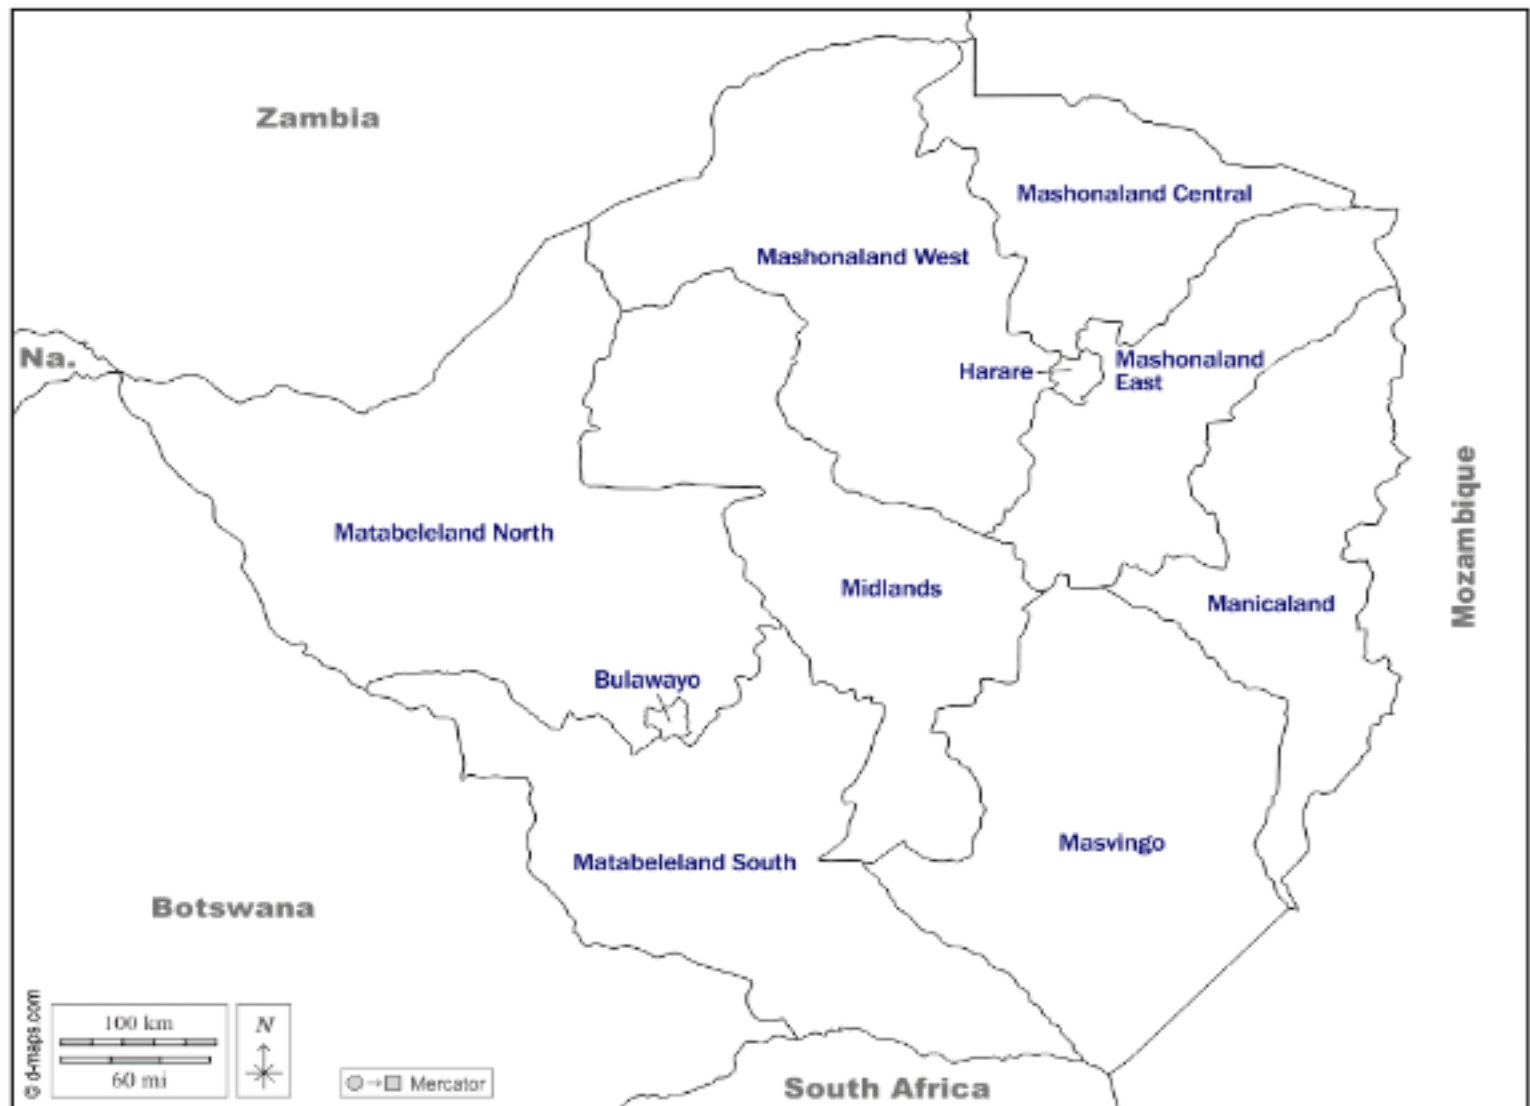 Zambia
Mashonaland Central
Mashonaland West
Na.
Harare
Mashonaland
East
Mozambique
Matabeleland North
Midlands
Manicaland
Bulawayo
Masvingo
Matabeleland South
Botswana
© d-maps.com
100 km
60 mi
N
Mercator
South Africa